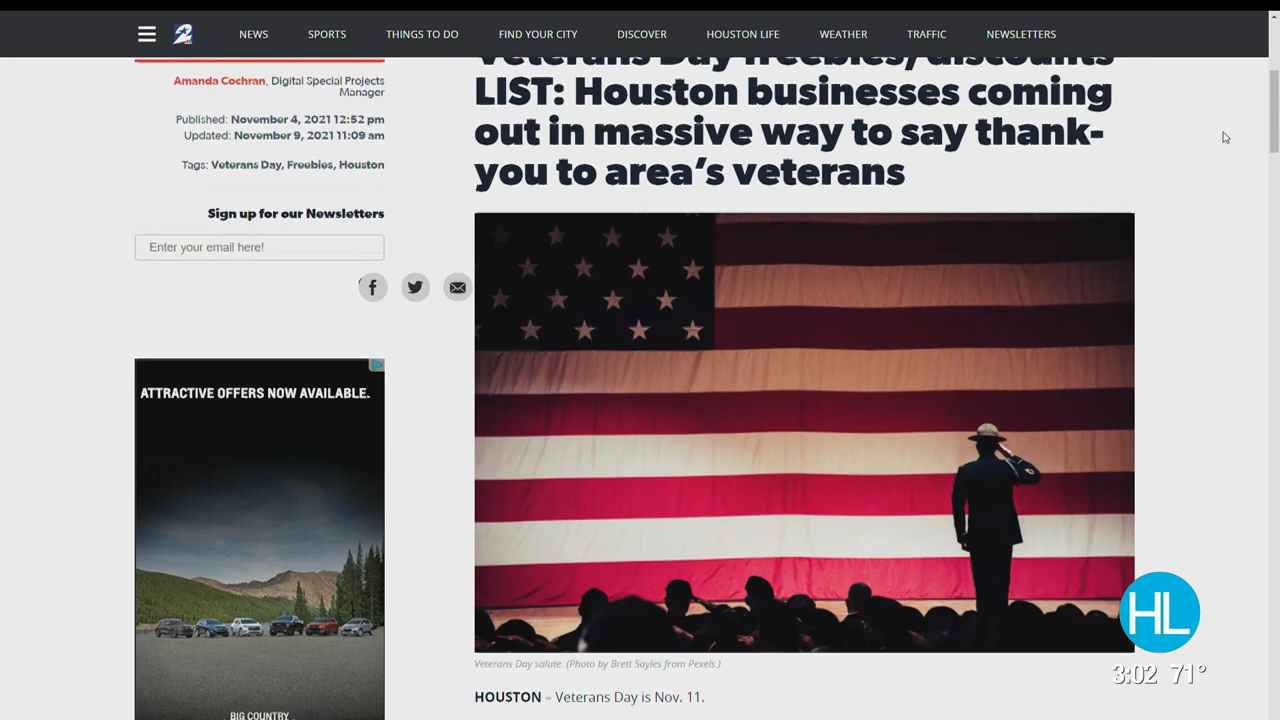 NEWS SPORTS THINGS TO DO FIND YOUR CITY DISCOVER HOUSTON LIFE WEATHER TRAFFIC NEWSLETTERS
Amanda Cochran, Digital Special Projects
Manager
Published: November 4, 2021 12:52 pm
Updated: November 9, 2021 11:09 am
Tags: Veterans Day, Freebies, Houston
Sign up for our Newsletters
Enter your email here!
ATTRACTIVE OFFERS NOW AVAILABLE.
BIG COUNTRY
Veterans Day freebies/discounts
LIST: Houston businesses coming
out in massive way to say thank-
you to area's veterans
Veterans Day salute. (Photo by Brett Sayles from Pexels.)
HOUSTON – Veterans Day is Nov. 11.
HL
3:02 71°